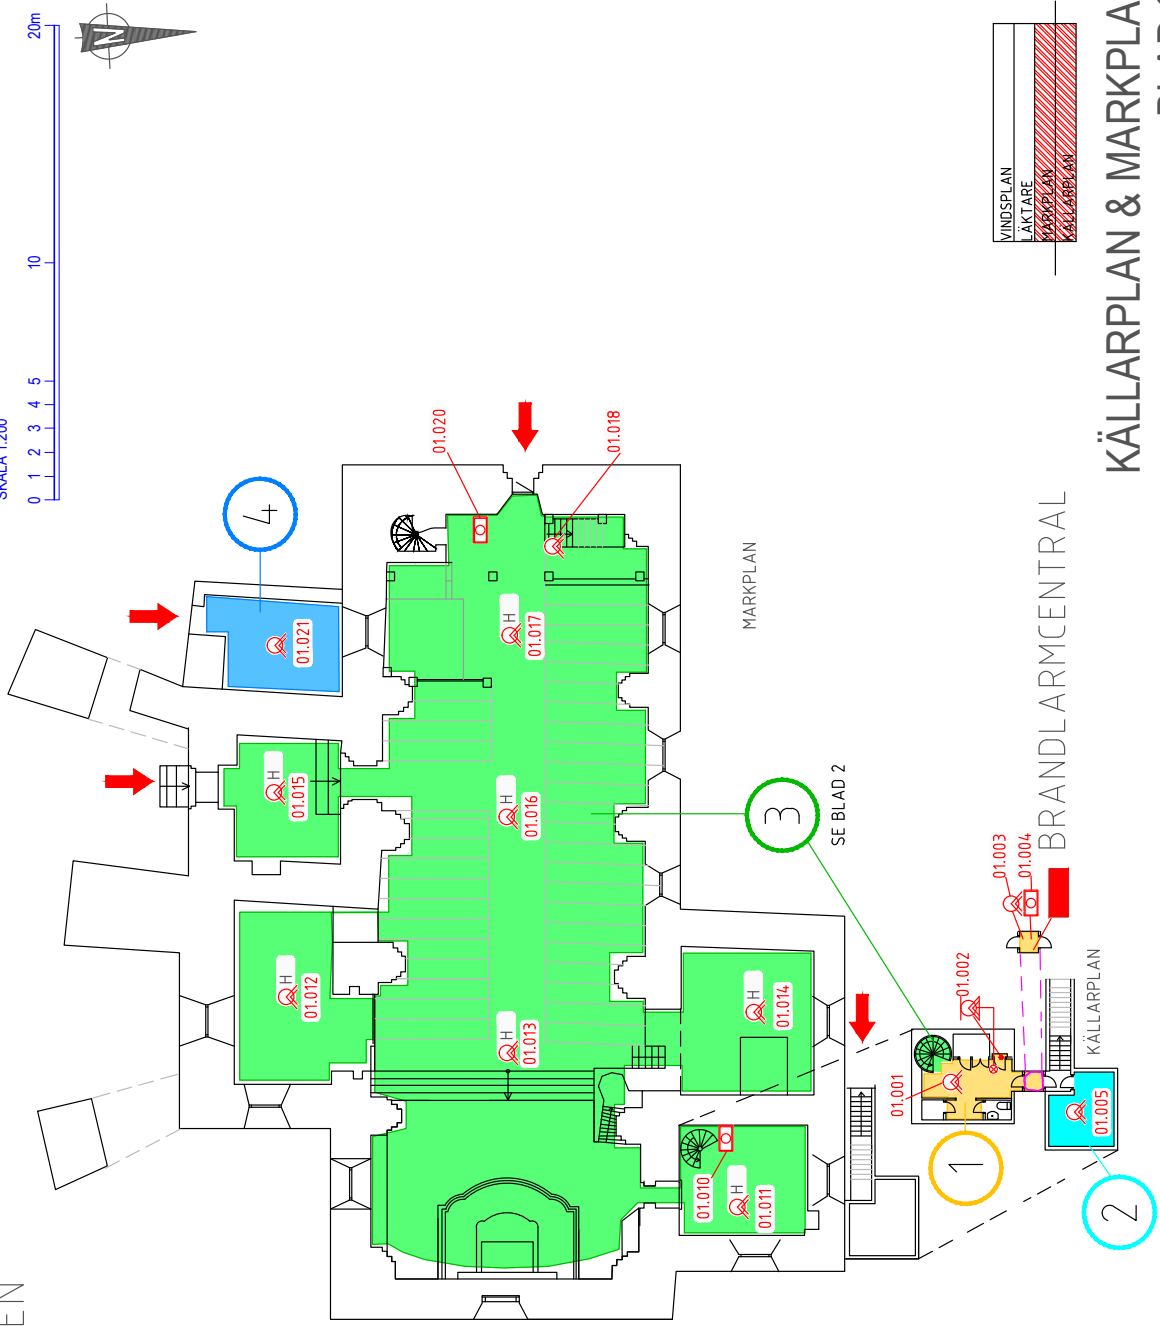 SKALA 1:200
0 1 2 3 4 5 10 20m
N
EN
VINDSPLAN
LÄKTARE
MARKPLAN
KÄLLARPLAN
KÄLLARPLAN & MARKPLA
4
01.021
01.020
01.018
H
01.017
H
01.015
H
01.016
H
01.012
H
01.013
H
01.014
01.010
H
01.011
MARKPLAN
3
SE BLAD 2
BRANDLARMCENTRAL
01.003
01.004
01.002
01.001
01.005
KÄLLARPLAN
1
2